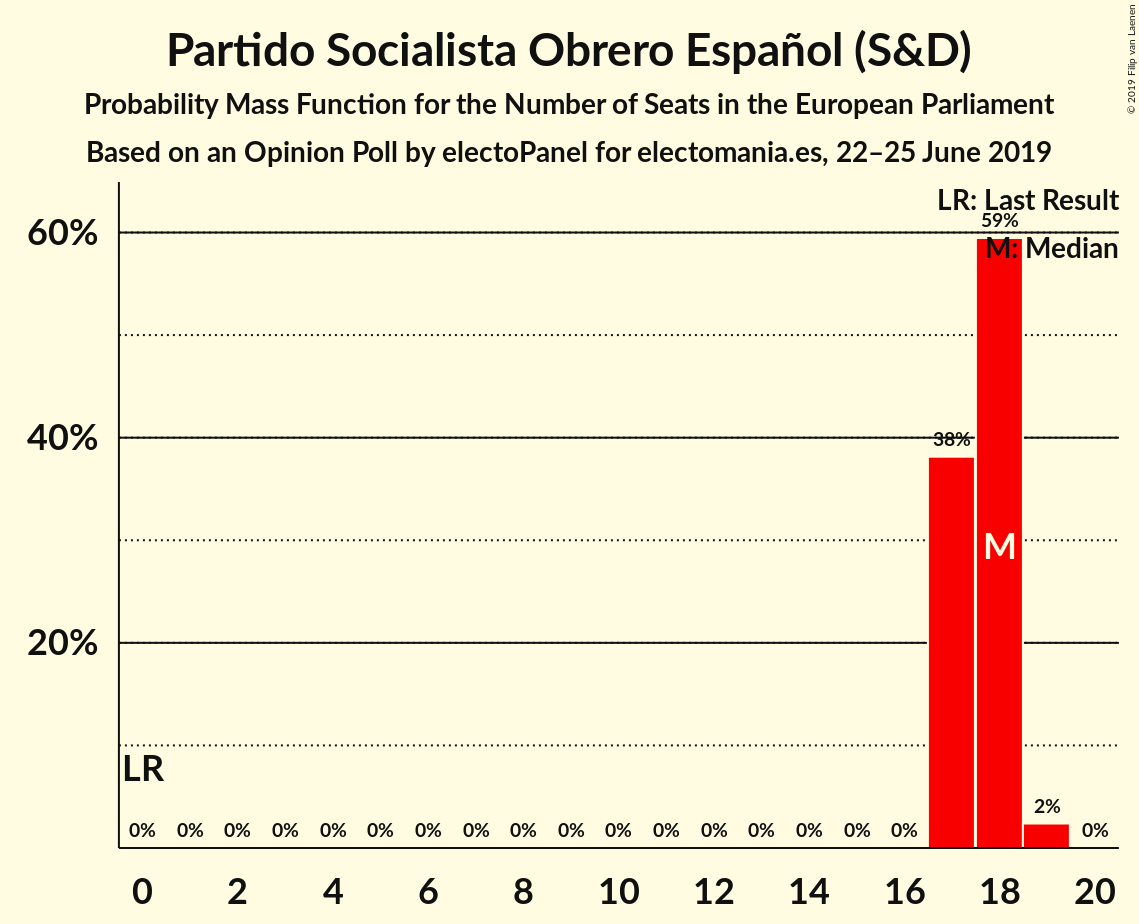 Partido Socialista Obrero Español (S&D)
Probability Mass Function for the Number of Seats in the European Parliament
Based on an Opinion Poll by electoPanel for electomania.es, 22–25 June 2019
© 2019 Filip van Laenen
LR: Last Result
M: Median
60%
40%
20%
59%
38%
M
LR
2%
0% 0% 0% 0% 0% 0% 0% 0% 0% 0% 0% 0% 0% 0% 0% 0% 0% 0%
0 2 4 6 8 10 12 14 16 18 20